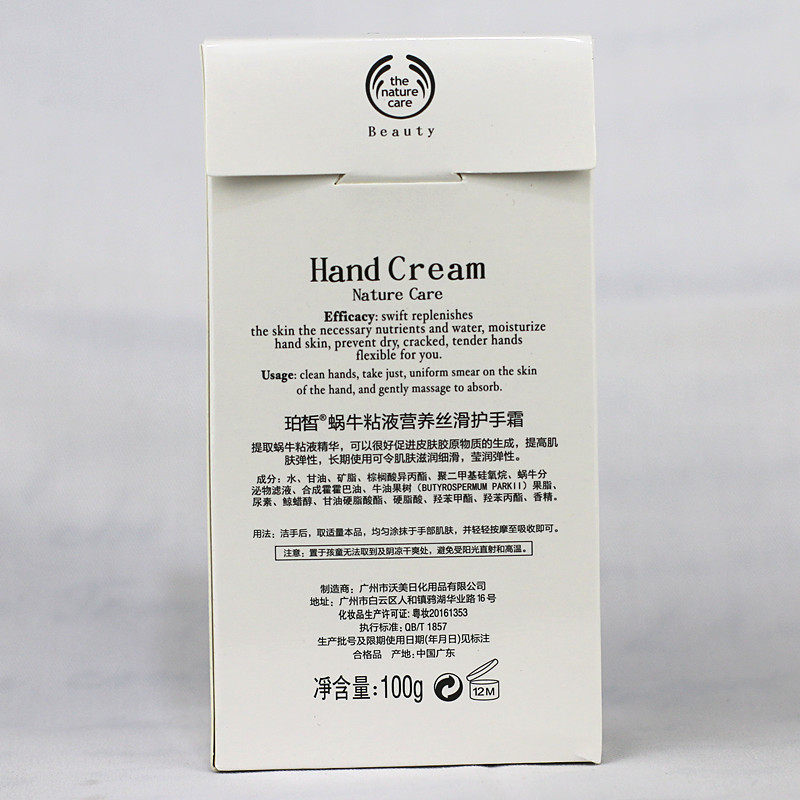 the
nature
care
Beauty
Hand Cream
Nature Care
Efficacy: swift replenishes
the skin the necessary nutrients and water, moisturize
hand skin, prevent dry, cracked, tender hands
flexible for you.
Usage: clean hands, take just, uniform smear on the skin
of the hand, and gently massage to absorb.
珀皙®蜗牛粘液营养丝滑护手霜
提取蜗牛粘液精华，可以很好促进皮肤胶原物质的生成，提高肌
肤弹性，长期使用可令肌肤滋润细滑，莹润弹性。
成分：水、甘油、矿脂、棕榈酸异丙酯、聚二甲基硅氧烷、蜗牛分
泌物滤液、合成霍霍巴油、牛油果树（BUTYROSPERMUM PARKII）果脂、
尿素、鲸蜡醇、甘油硬脂酸酯、硬脂酸、羟苯甲酯、羟苯丙酯、香精。
用法：洁手后，取适量本品，均匀涂抹于手部肌肤，并轻轻按摩至吸收即可。
注意：置于孩童无法取到及阴凉干爽处，避免受阳光直射和高温。
制造商：广州市沃美日化用品有限公司
地址：广州市白云区人和镇鸦湖华业路16号
化妆品生产许可证：粤妆20161353
执行标准：QB/T 1857
生产批号及限期使用日期(年月日)见标注
合格品 产地：中国广东
淨含量：100g 12M